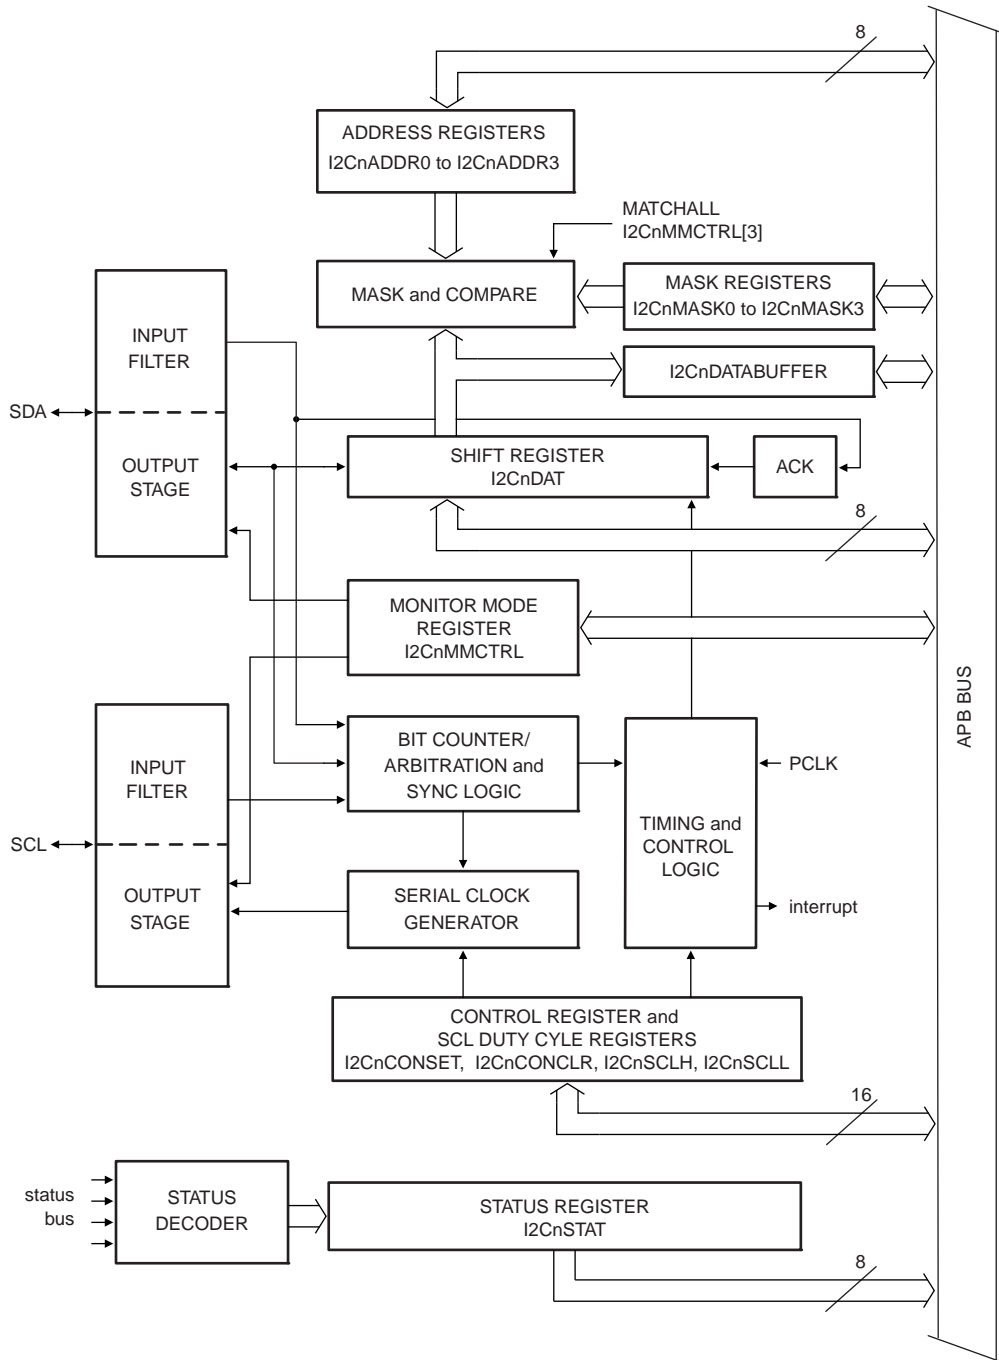 8
ADDRESS REGISTERS
I2CnADDR0 to I2CnADDR3
MATCHALL
I2CnMMCTRL[3]
MASK and COMPARE
MASK REGISTERS
I2CnMASK0 to I2CnMASK3
INPUT
FILTER
I2CnDATABUFFER
SDA
OUTPUT
STAGE
SHIFT REGISTER
I2CnDAT
ACK
8
MONITOR MODE
REGISTER
I2CnMMCTRL
APB BUS
INPUT
FILTER
BIT COUNTER/
ARBITRATION and
SYNC LOGIC
PCLK
TIMING and
CONTROL
LOGIC
SCL
OUTPUT
STAGE
SERIAL CLOCK
GENERATOR
interrupt
CONTROL REGISTER and
SCL DUTY CYLE REGISTERS
I2CnCONSET, I2CnCONCLR, I2CnSCLH, I2CnSCLL
16
status
bus
STATUS
DECODER
STATUS REGISTER
I2CnSTAT
8